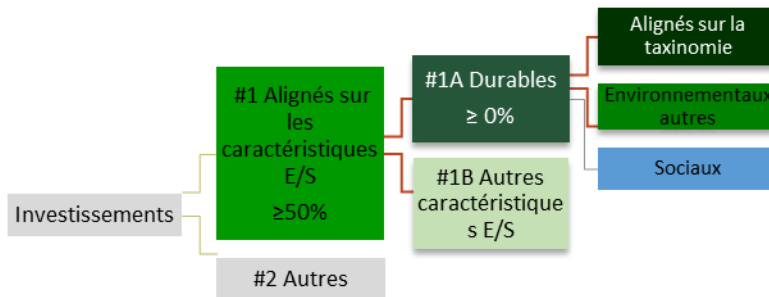 Investissements
#1 Alignés sur
les
caractéristiques
E/S
≥50%
#2 Autres
#1A Durables
≥ 0%
#1B Autres
caractéristique
s E/S
Alignés sur la
taxinomie
Environnementaux
autres
Sociaux